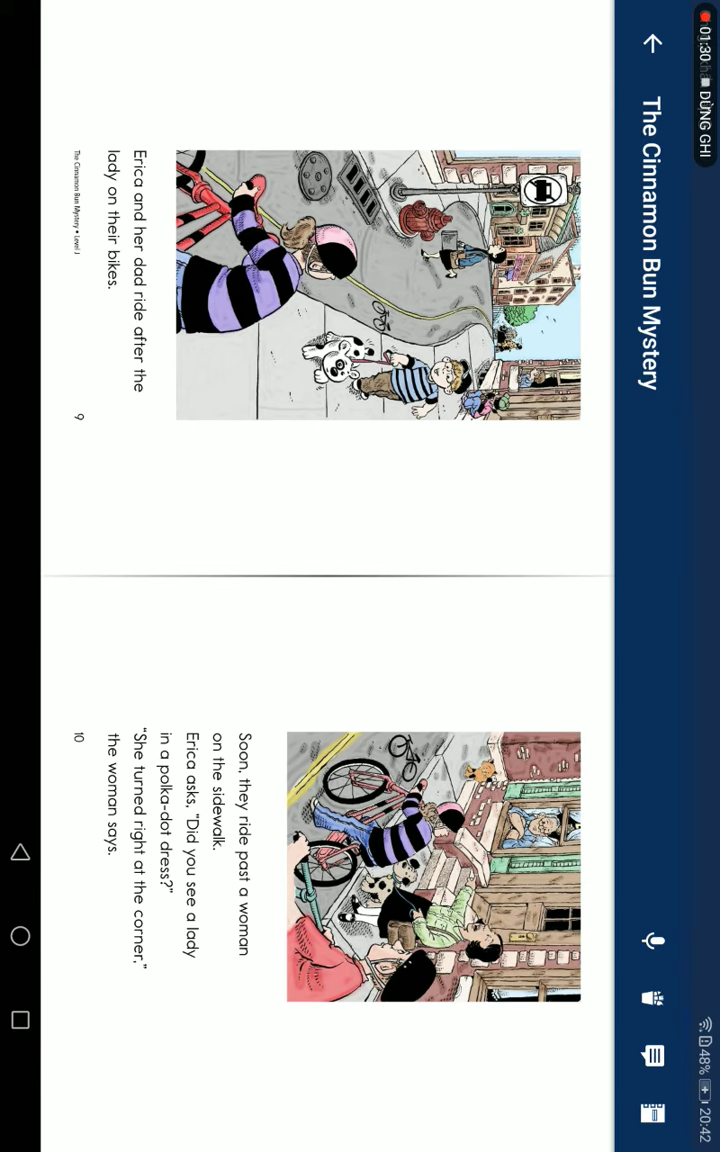 01:30 ■ DỪNG GHI
48% 20:42
The Cinnamon Bun Mystery
Erica and her dad ride after the
lady on their bikes.
The Cinnamon Bun Mystery • Level J
9
Soon, they ride past a woman
on the sidewalk.
Erica asks, "Did you see a lady
in a polka-dot dress?"
"She turned right at the corner,"
the woman says.
10